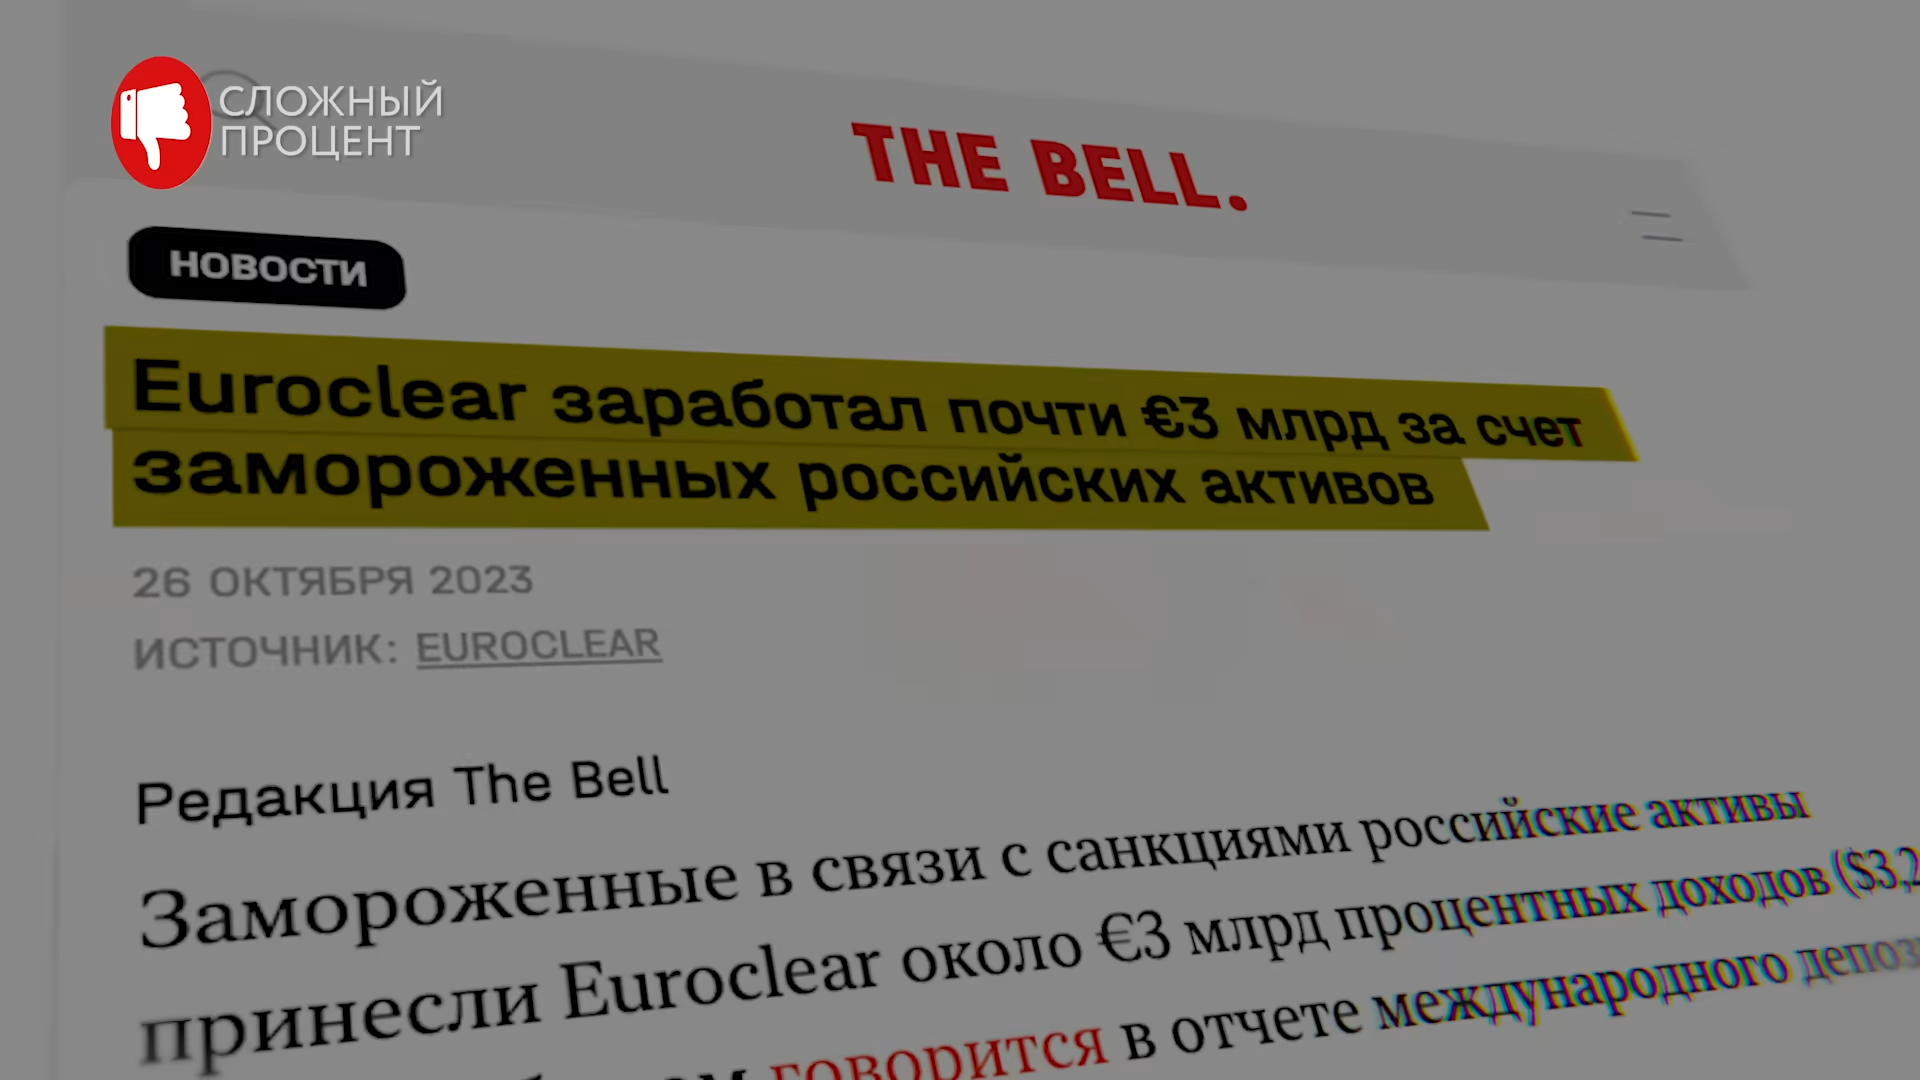 СЛОЖНЫЙ
ПРОЦЕНТ
THE BELL.
НОВОСТИ
Euroclear заработал почти €3 млрд за счет
замороженных российских активов
26 ОКТЯБРЯ 2023
ИСТОЧНИК: EUROCLEAR
Редакция The Bell
Замороженные в связи с санкциями российские активы
принесли Euroclear около €3 млрд процентных доходов ($3,2
говорится в отчете международного